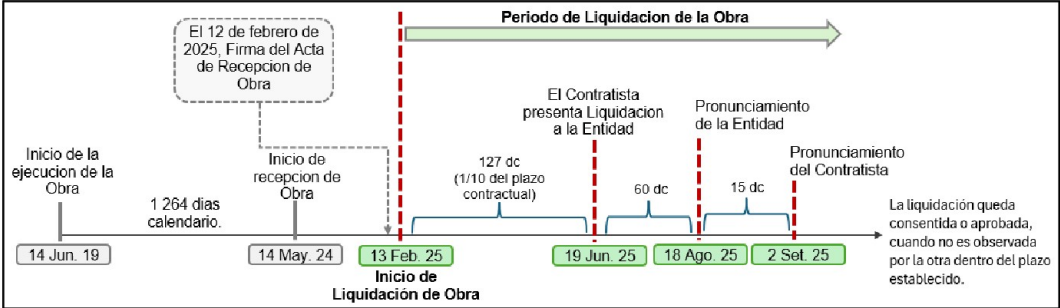 Periodo de Liquidacion de la Obra
El 12 de febrero de
2025, Firma del Acta
de Recepcion de
Obra
Inicio de la
ejecucion de la
Obra
1 264 dias
calendario.
Inicio de
recepcion de
Obra
127 dc
(1/10 del plazo
contractual)
El Contratista
presenta Liquidacion
a la Entidad
60 dc
Pronunciamiento
de la Entidad
15 dc
Pronunciamiento
del Contratista
La liquidación queda
consentida o aprobada,
cuando no es observada
por la otra dentro del plazo
establecido.
14 Jun. 19
14 May. 24
13 Feb. 25
19 Jun. 25
18 Ago. 25
2 Set. 25
Inicio de
Liquidación de Obra